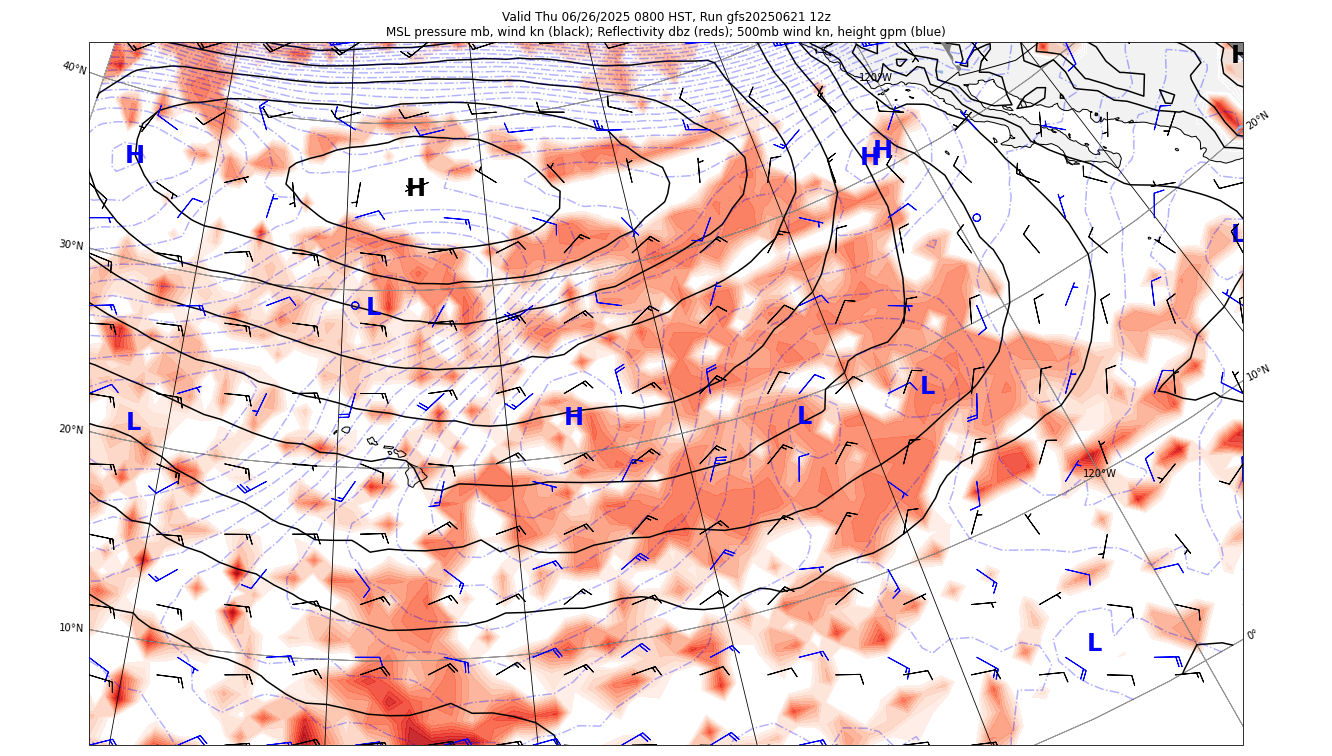 Valid Thu 06/26/2025 0800 HST, Run gfs20250621 12z
MSL pressure mb, wind kn (black); Reflectivity dbz (reds); 500mb wind kn, height gpm (blue)
H
40°N
120°W
20°N
H
H
H
H
L
30°N
L
10°N
L
H
L
L
20°N
120°W
10°N
0°
L